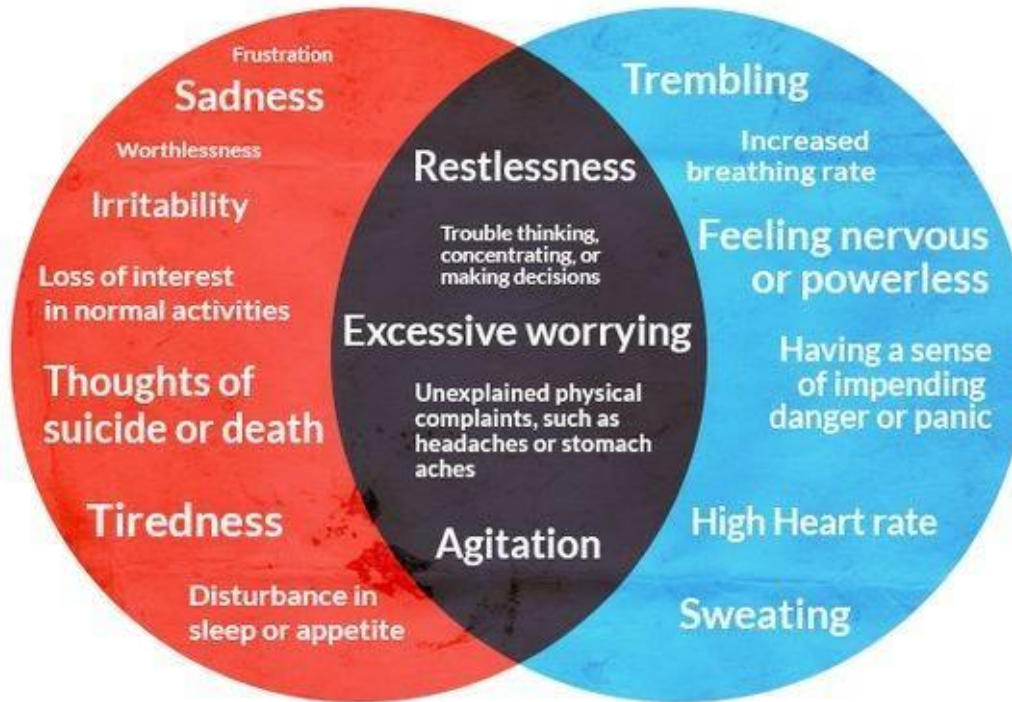 Frustration
Sadness
Worthlessness
Irritability
Loss of interest
in normal activities
Thoughts of
suicide or death
Tiredness
Disturbance in
sleep or appetite
Restlessness
Trouble thinking,
concentrating, or
making decisions
Excessive worrying
Unexplained physical
complaints, such as
headaches or stomach
aches
Agitation
Trembling
Increased
breathing rate
Feeling nervous
or powerless
Having a sense
of impending
danger or panic
High Heart rate
Sweating